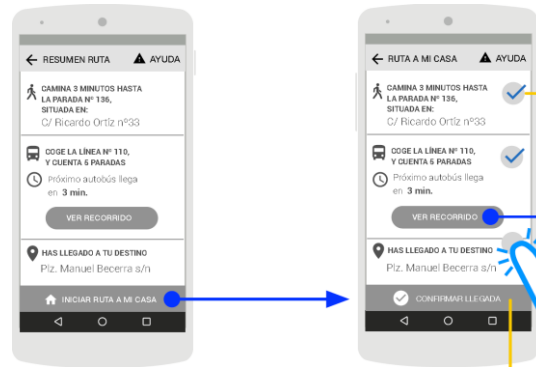 RESUMEN RUTA AYUDA
CAMINA 3 MINUTOS HASTA
LA PARADA Nº 136,
SITUADA EN:
C/ Ricardo Ortíz nº33
COGE LA LÍNEA Nº 110,
Y CUENTA 6 PARADAS
Próximo autobús llega
en 3 min.
VER RECORRIDO
HAS LLEGADO A TU DESTINO
Plz. Manuel Becerra s/n
INICIAR RUTA A MI CASA
RUTA A MI CASA AYUDA
CAMINA 3 MINUTOS HASTA
LA PARADA Nº 136,
SITUADA EN:
C/ Ricardo Ortíz nº33
COGE LA LÍNEA Nº 110,
Y CUENTA 6 PARADAS
Próximo autobús llega
en 3 min.
VER RECORRIDO
HAS LLEGADO A TU DESTINO
Plz. Manuel Becerra s/n
CONFIRMAR LLEGADA